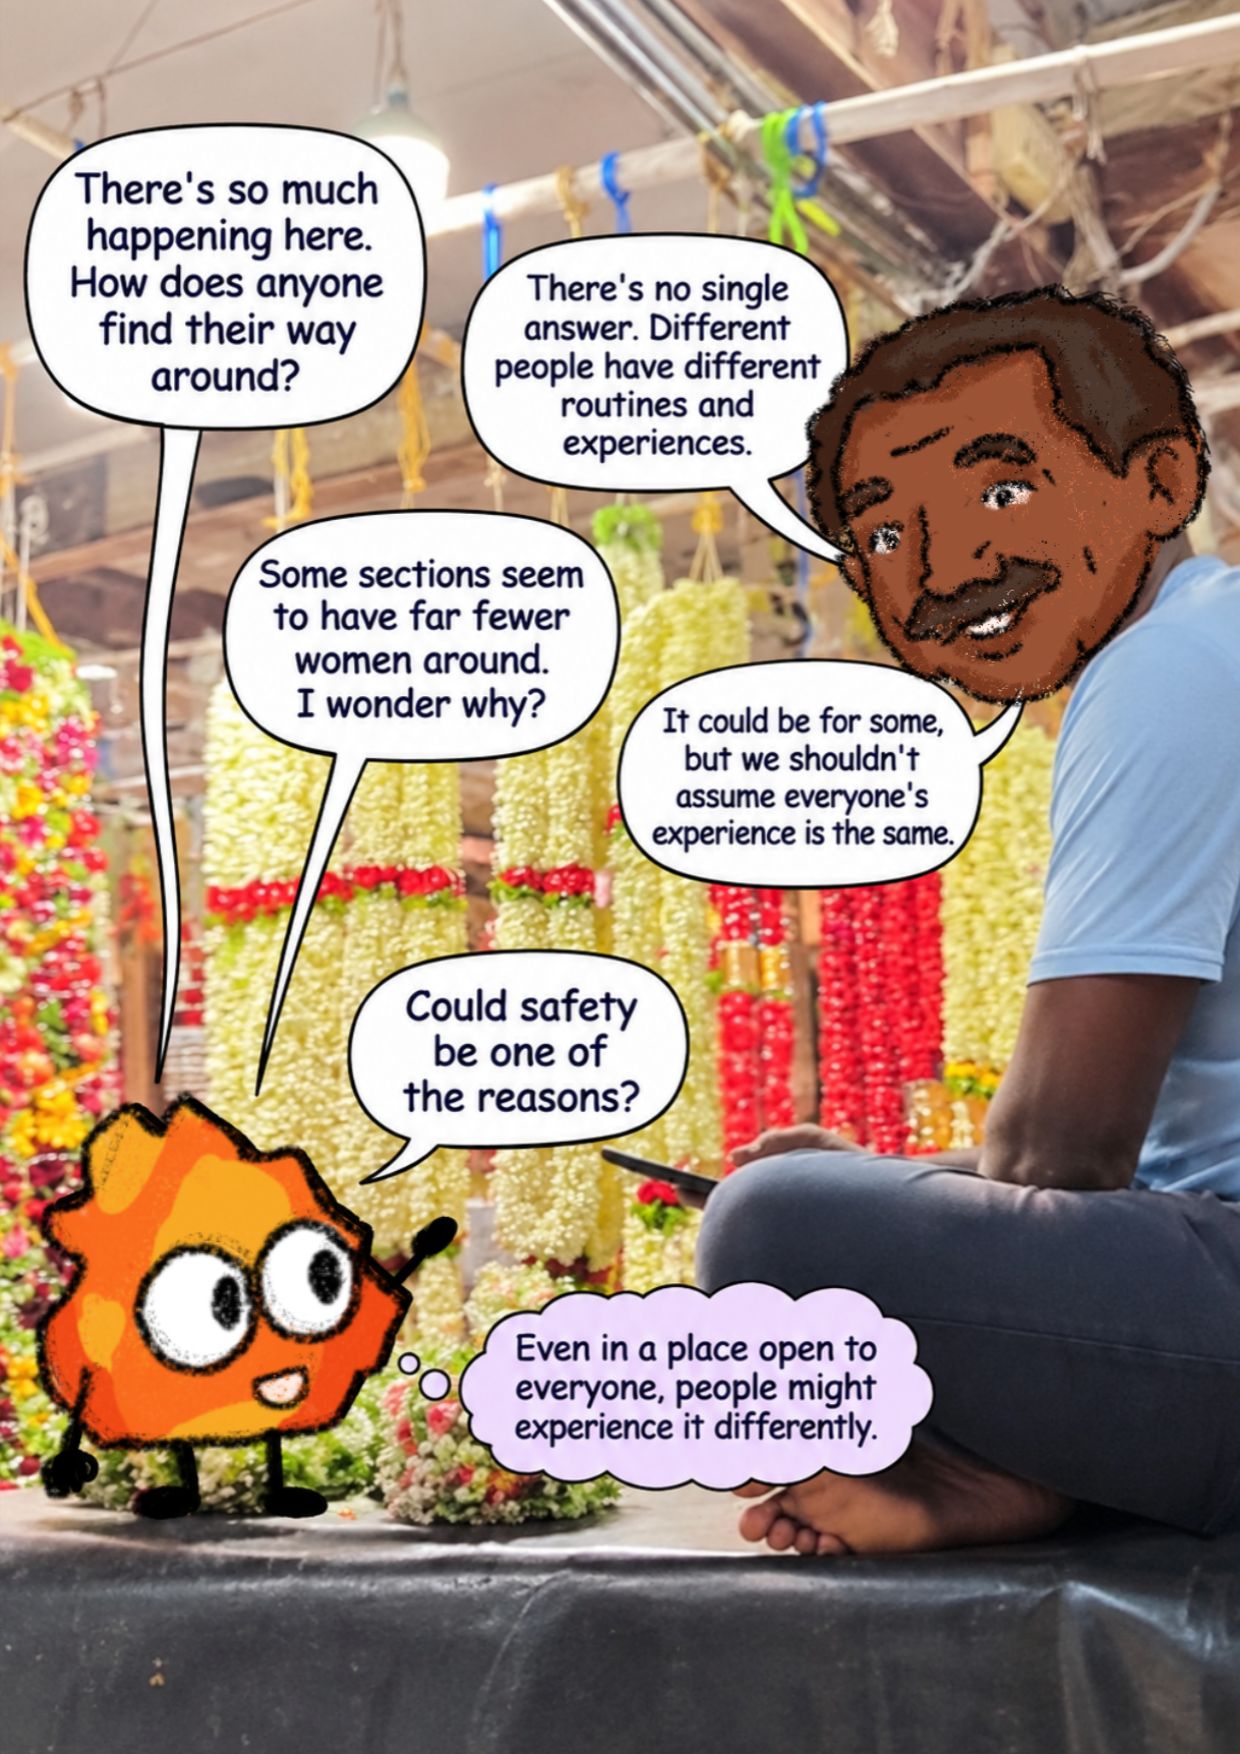 There's so much
happening here.
How does anyone
find their way
around?
There's no single
answer. Different
people have different
routines and
experiences.
Some sections seem
to have far fewer
women around.
I wonder why?
It could be for some,
but we shouldn't
assume everyone's
experience is the same.
Could safety
be one of
the reasons?
Even in a place open to
everyone, people might
experience it differently.